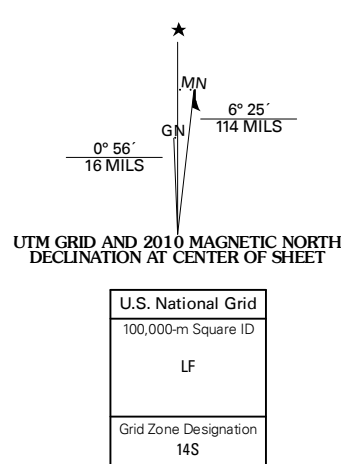 MN
GN
6° 25´
114 MILS
0° 56´
16 MILS
UTM GRID AND 2010 MAGNETIC NORTH
DECLINATION AT CENTER OF SHEET
U.S. National Grid
100,000-m Square ID
LF
Grid Zone Designation
14S